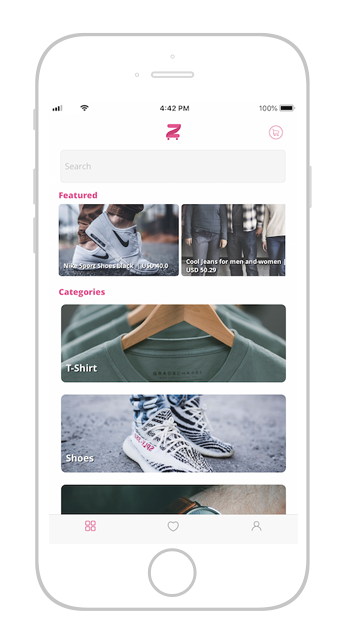 4:42 PM
100%
Z
Search
Featured
Nike Sport Shoes Black | USD 40.0
Cool Jeans for men and women |
USD 50.29
Categories
T-Shirt
Shoes